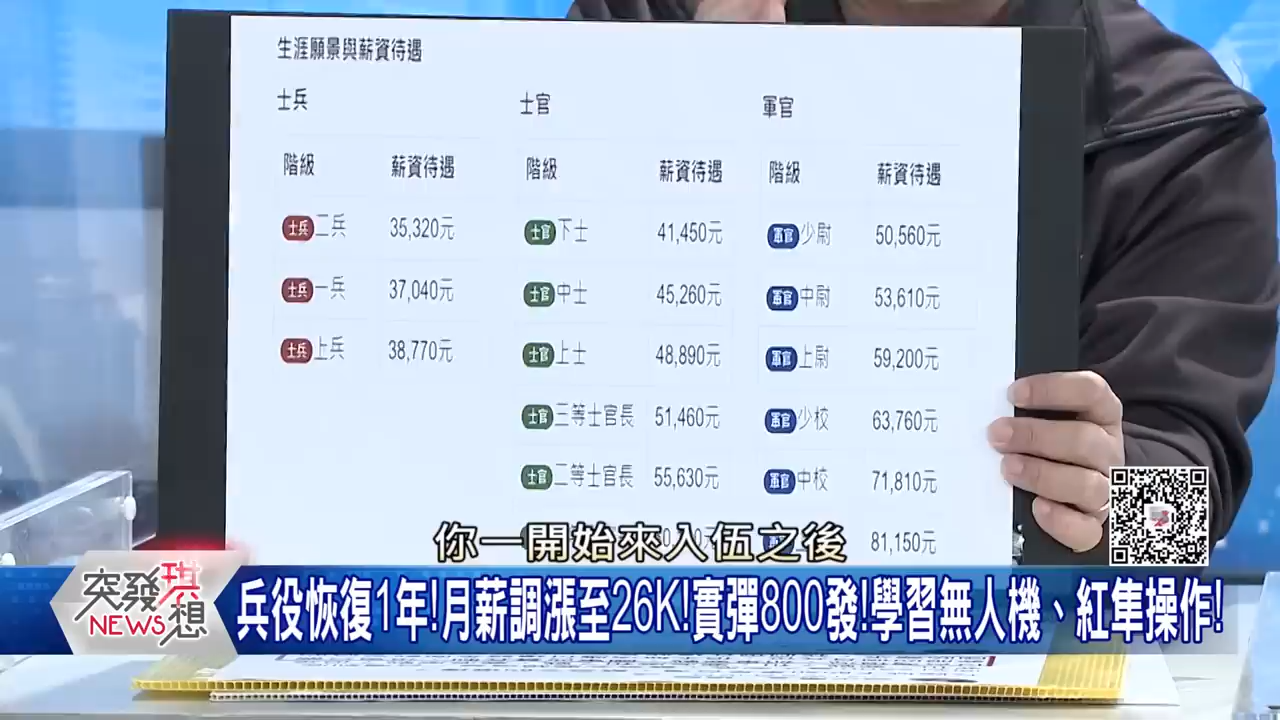 生涯願景與薪資待遇
士兵
階級 薪資待遇
士兵 二兵 35,320元
士兵 一兵 37,040元
士兵 上兵 38,770元
士官
階級 薪資待遇
士官 下士 41,450元
士官 中士 45,260元
士官 上士 48,890元
士官 三等士官長 51,460元
士官 二等士官長 55,630元
軍官
階級 薪資待遇
軍官 少尉 50,560元
軍官 中尉 53,610元
軍官 上尉 59,200元
軍官 少校 63,760元
軍官 中校 71,810元
81,150元
你一開始來入伍之後
突發琪想
NEWS
兵役恢復1年!月薪調漲至26K!實彈800發!學習無人機、紅隼操作!